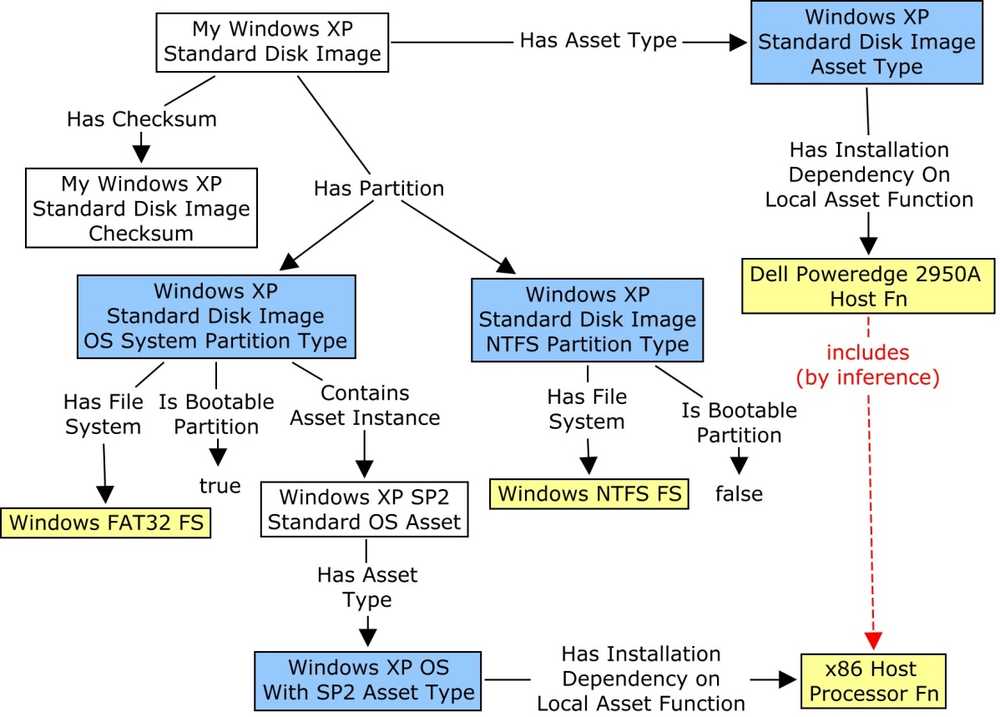 My Windows XP
Standard Disk Image
Has Asset Type
Windows XP
Standard Disk Image
Asset Type
Has Checksum
My Windows XP
Standard Disk Image
Checksum
Has Partition
Has Installation
Dependency On
Local Asset Function
Dell Poweredge 2950A
Host Fn
includes
(by inference)
Windows XP
Standard Disk Image
OS System Partition Type
Windows XP
Standard Disk Image
NTFS Partition Type
Has File
System
Is Bootable
Partition
Contains
Asset Instance
Has File
System
Is Bootable
Partition
Windows FAT32 FS
true
Windows XP SP2
Standard OS Asset
Windows NTFS FS
false
Has Asset
Type
Windows XP OS
With SP2 Asset Type
Has Installation
Dependency on
Local Asset Function
x86 Host
Processor Fn